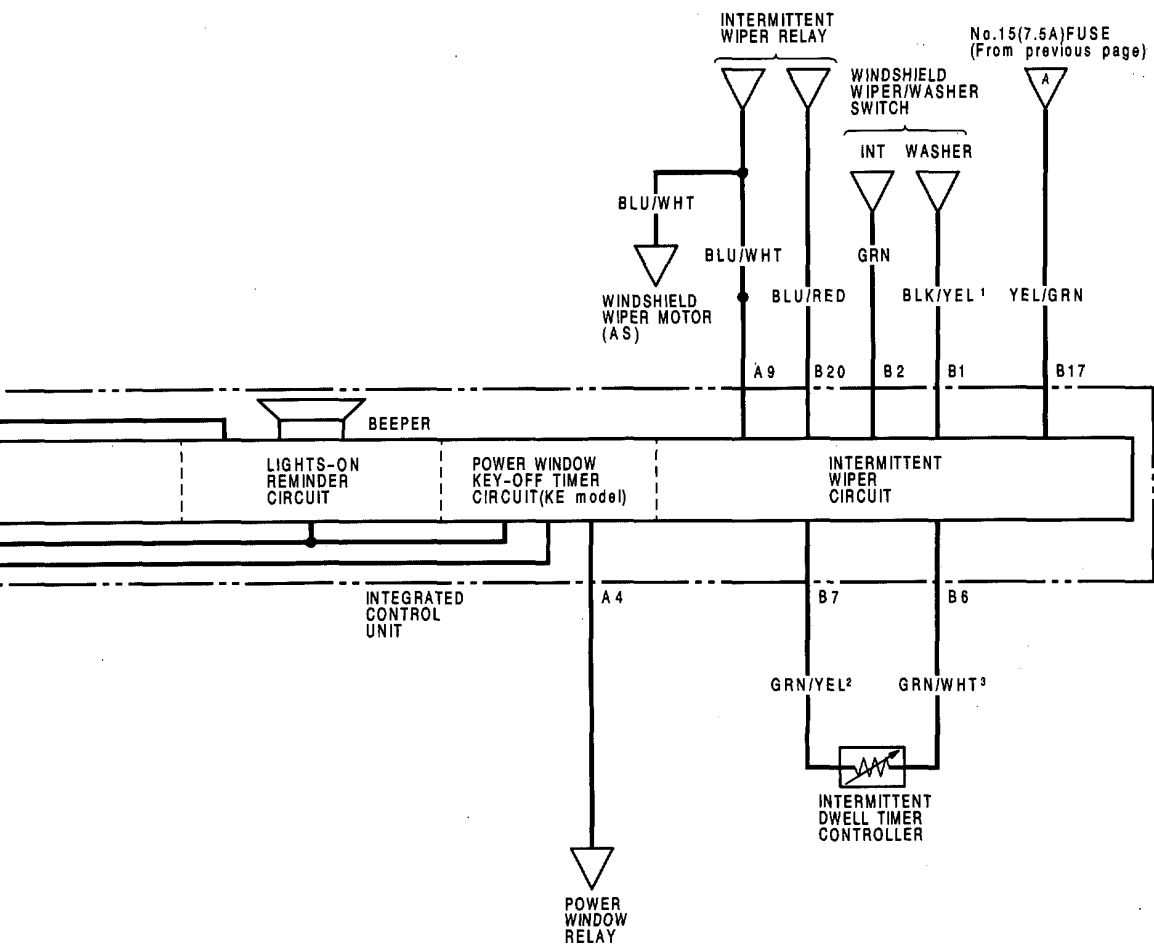 INTERMITTENT
WIPER RELAY
No.15(7.5A)FUSE
(From previous page)
A
WINDSHIELD
WIPER/WASHER
SWITCH
INT WASHER
BLU/WHT
BLU/WHT
GRN
WINDSHIELD
WIPER MOTOR
(AS)
BLU/RED
BLK/YEL¹
YEL/GRN
A9
B20
B2
B1
B17
BEEPER
LIGHTS-ON
REMINDER
CIRCUIT
POWER WINDOW
KEY-OFF TIMER
CIRCUIT(KE model)
INTERMITTENT
WIPER
CIRCUIT
INTEGRATED
CONTROL
UNIT
A4
B7
B6
GRN/YEL²
GRN/WHT³
INTERMITTENT
DWELL TIMER
CONTROLLER
POWER
WINDOW
RELAY